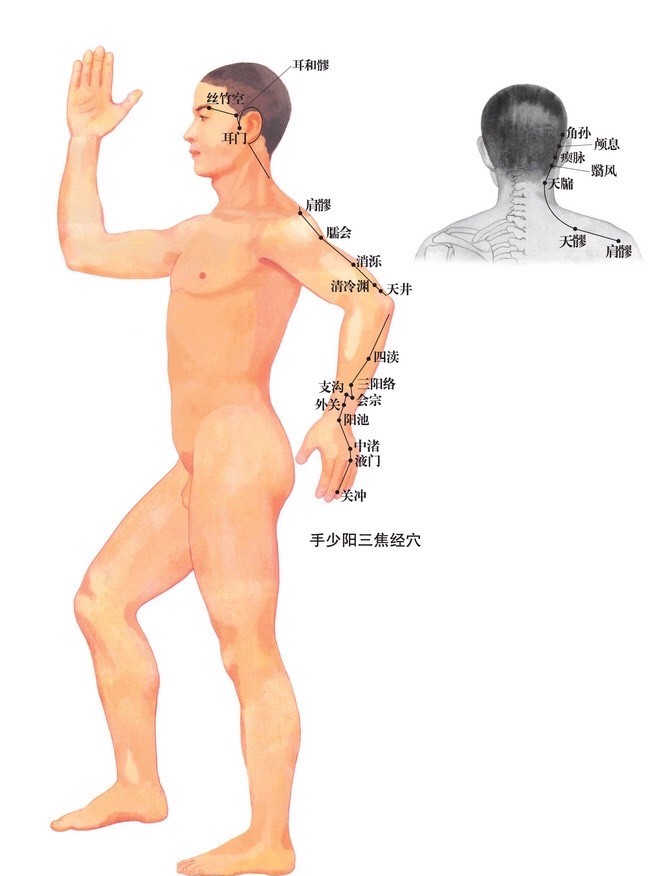 耳和髎
丝竹空
耳门
肩髎
臑会
消泺
清冷渊
天井
四渎
三阳络
支沟
会宗
外关
阳池
中渚
液门
关冲
手少阳三焦经穴
角孙
颅息
瘈脉
翳风
天牖
天髎
肩髎